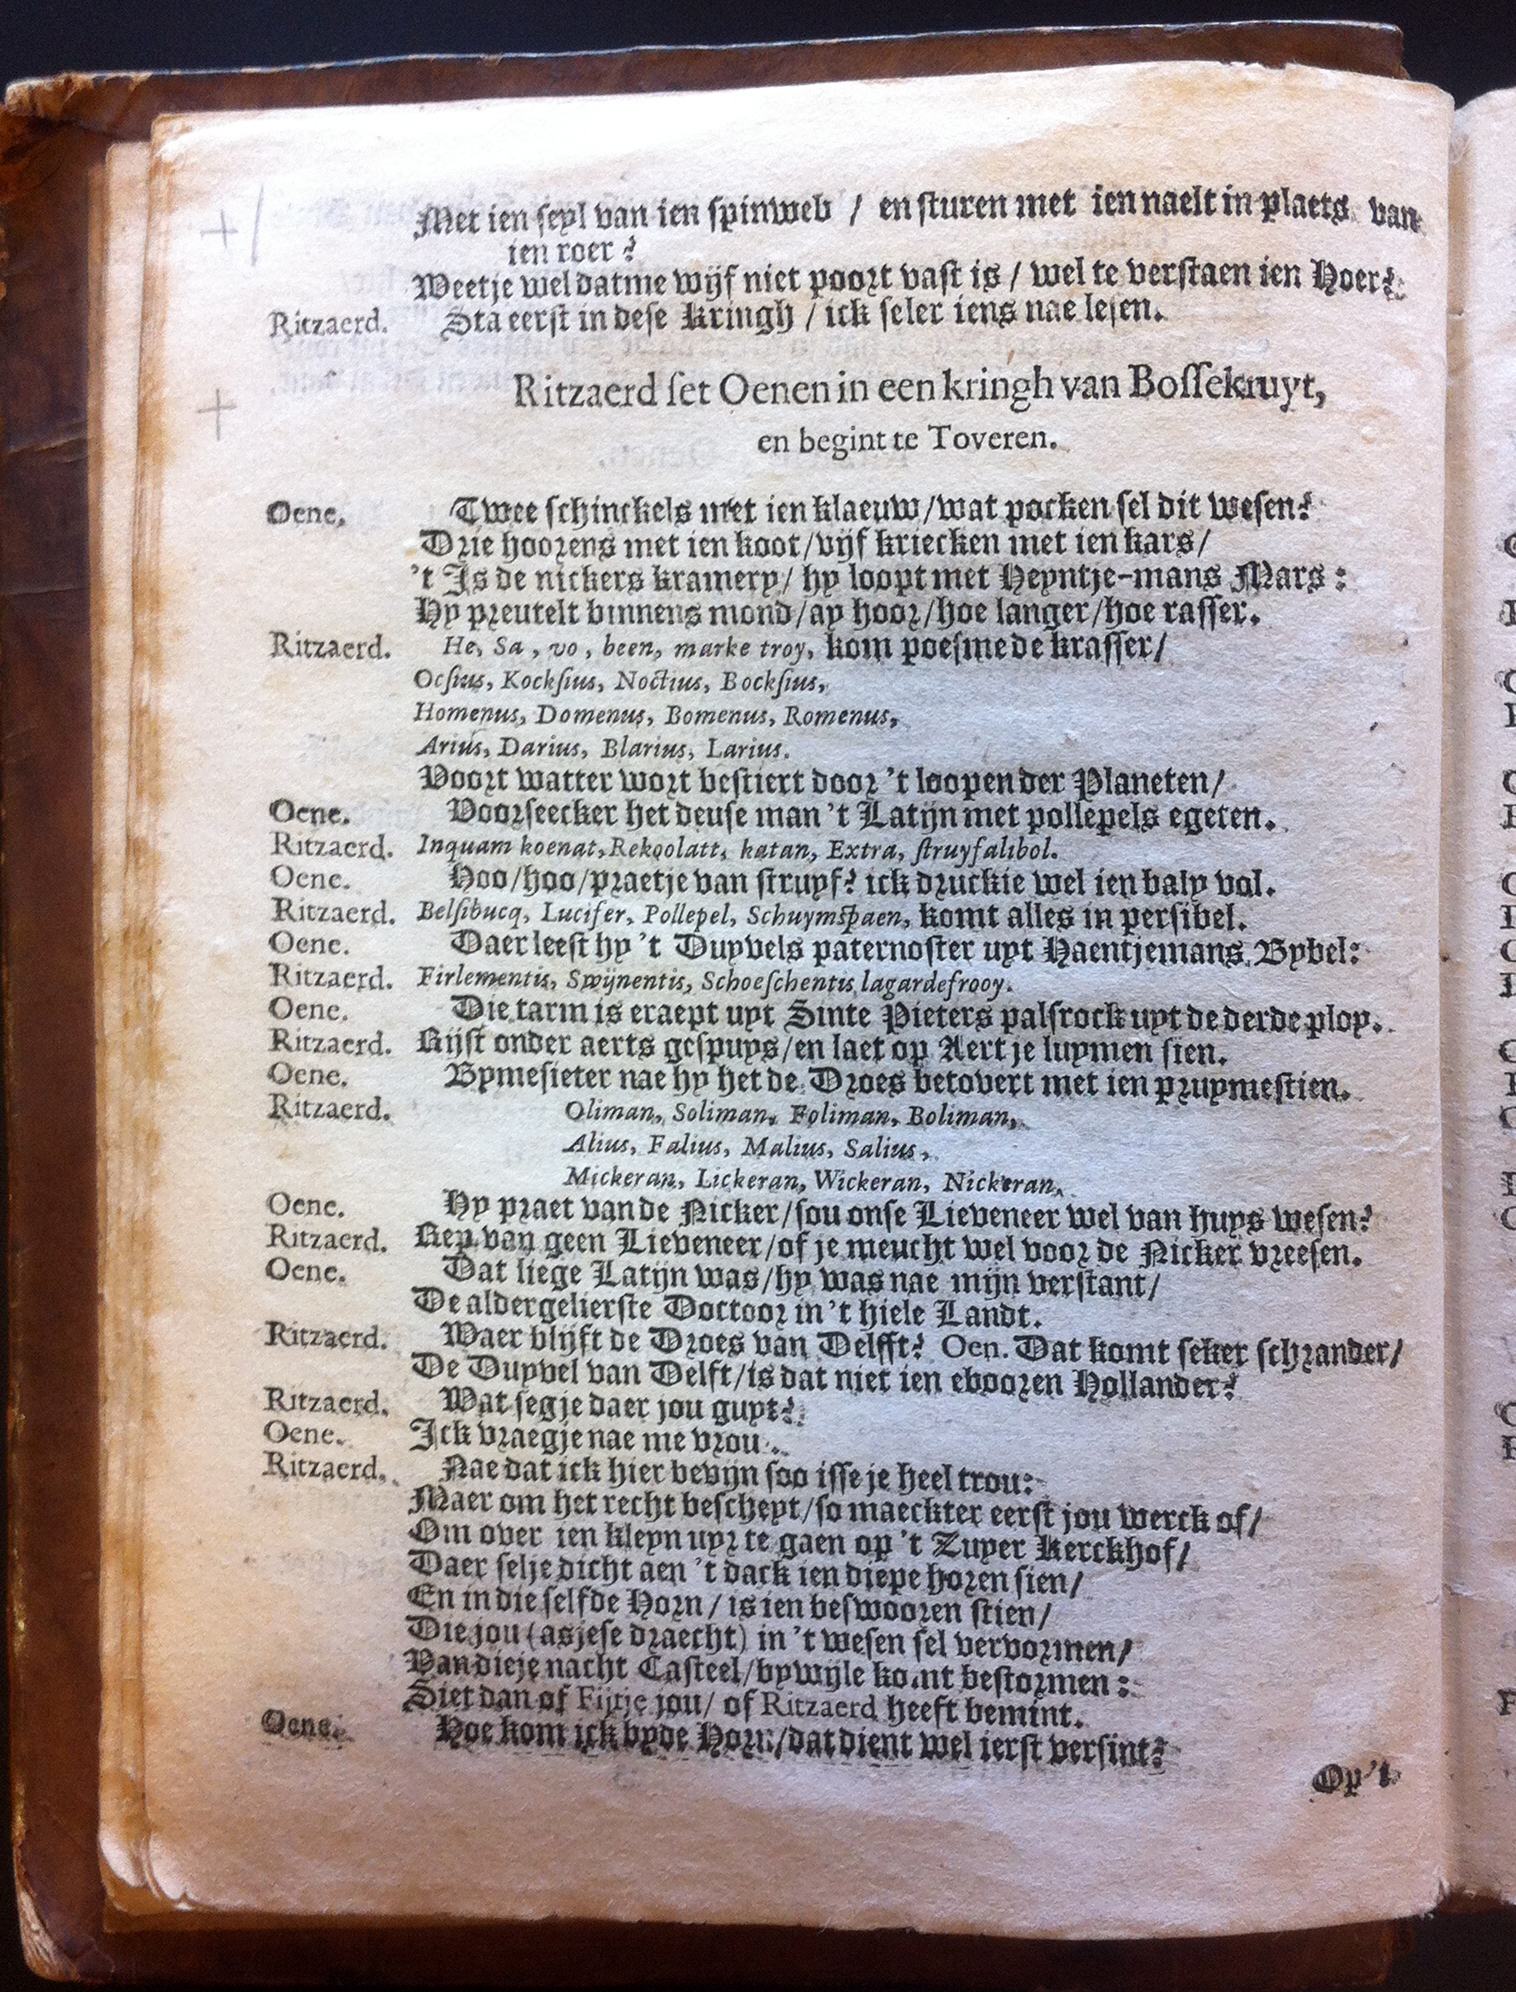 Met ien seyl van ien spinweb / en sturen met ien naelt in plaets van
ien roer?
Weetje wel datme wijf niet poort vast is / wel te verstaen ien Hoer?
Ritzaerd. Sta eerst in dese Kringh / ick seler iens nae lesen.
Ritzaerd set Oenen in een kringh van Bossekruyt,
en begint te Toveren.
Oene. Twee schinckels met ien klaeuw/wat pocken sel dit wesen?
Drie hoorens met ien koot/vijf kriecken met ien kars/
't Is de nickers kramery/ hy loopt met Heyntje-mans Mars:
Hy preutelt binnens mond/ay hoor/hoe langer/hoe rasser.
Ritzaerd. He, Sa, vo, been, marke troy, kom poesmede krasser/
Ocsius, Kocksius, Noctius, Bocksius,
Homenus, Domenus, Bomenus, Romenus,
Arius, Darius, Blarius, Larius.
Voort watter wort bestiert door 't loopen der Planeten/
Oene. Voorseecker het deuse man 't Latijn met pollepels egeten.
Ritzaerd. Inquam koenat, Rekoolatt, katan, Extra, struyfalibol.
Oene. Hoo/hoo/praetje van struyf? ick druckie wel ien baly vol.
Ritzaerd. Belsibucq, Lucifer, Pollepel, Schuymspaen, komt alles in persibel.
Oene. Daer leest hy 't Duyvels paternoster uyt Haentjemans Bybel:
Ritzaerd. Firlementis, Swijnentis, Schoeschentis lagardefrooy.
Oene. Die tarm is eraept uyt Sinte Pieters palsrock uyt de derde ploy.
Ritzaerd. Rijst onder aerts gespuys/en laet op Aertje luymen sien.
Oene. Bymesieter nae hy het de Droes betovert met ien pruymestien.
Ritzaerd. Oliman, Soliman, Foliman, Boliman,
Alius, Falius, Malius, Salius,
Mickeran, Lickeran, Wickeran, Nickeran,
Oene. Hy praet van de Nicker/sou onse Lieveneer wel van huys wesen?
Ritzaerd. Rep van geen Lieveneer/of je meucht wel voor de Nicker vreesen.
Oene. Dat liege Latijn was/hy was nae mijn verstant/
De aldergelierste Doctoor in 't hiele Landt.
Ritzaerd. Waer blijft de Droes van Delfft? Oen. Dat komt seker schrander/
De Duyvel van Delft/is dat niet ien ebooren Hollander?
Ritzaerd. Wat segje daer jou guyt?
Oene. Ick vraegje nae me vrou.
Ritzaerd. Nae dat ick hier bevijn soo isse je heel trou:
Maer om het recht bescheyt/so maeckter eerst jou werck of/
Om over ien kleyn uyr te gaen op 't Zuyer Kerckhof/
Daer selje dicht aen 't dack ien diepe horen sien/
En in die selfde Horn/ is ien beswooren stien/
Die jou (asjese draecht) in 't wesen sel vervormen/
Van dieje nacht Casteel/bywijle komt bestormen:
Siet dan of Fijtje jou/ of Ritzaerd heeft bemint.
Oene. Hoe kom ick byde Horn/dat dient wel ierst versint?
Op 't